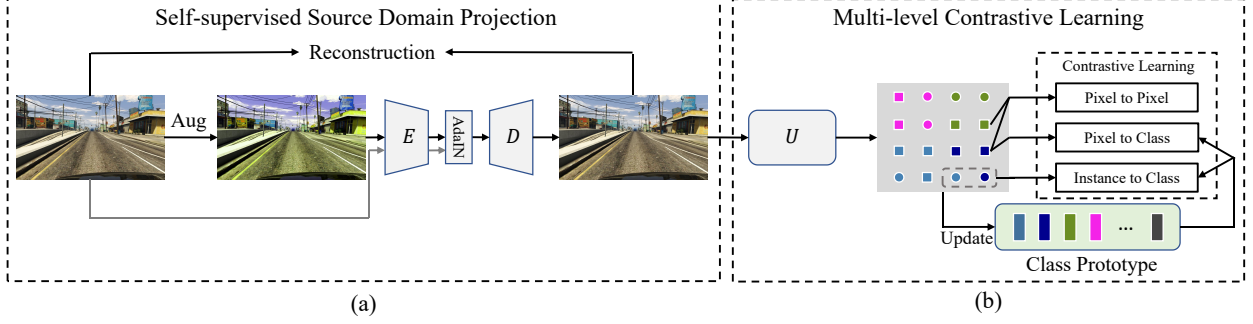 Self-supervised Source Domain Projection
Multi-level Contrastive Learning
Reconstruction
Contrastive Learning
Aug
E
AdaIN
D
U
Pixel to Pixel
Pixel to Class
Instance to Class
Update
...
Class Prototype
(a)
(b)